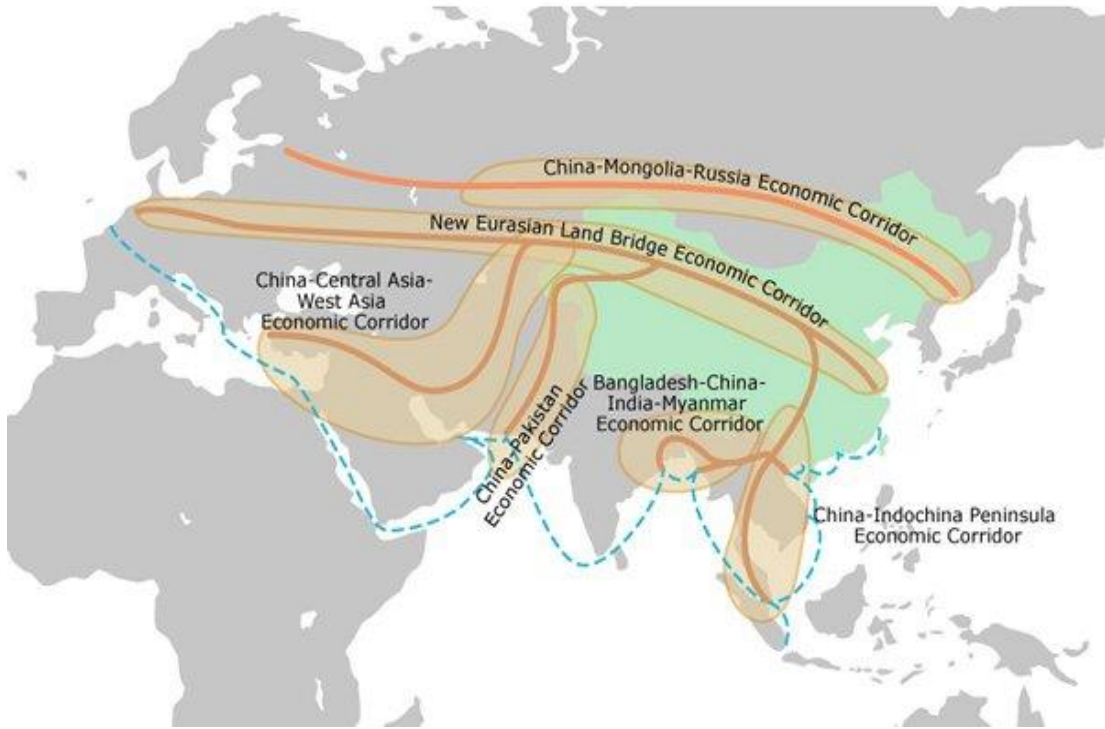 China-Mongolia-Russia Economic Corridor
New Eurasian Land Bridge Economic Corridor
China-Central Asia-
West Asia
Economic Corridor
Bangladesh-China-
India-Myanmar
Economic Corridor
China-Pakistan
Economic Corridor
China-Indochina Peninsula
Economic Corridor